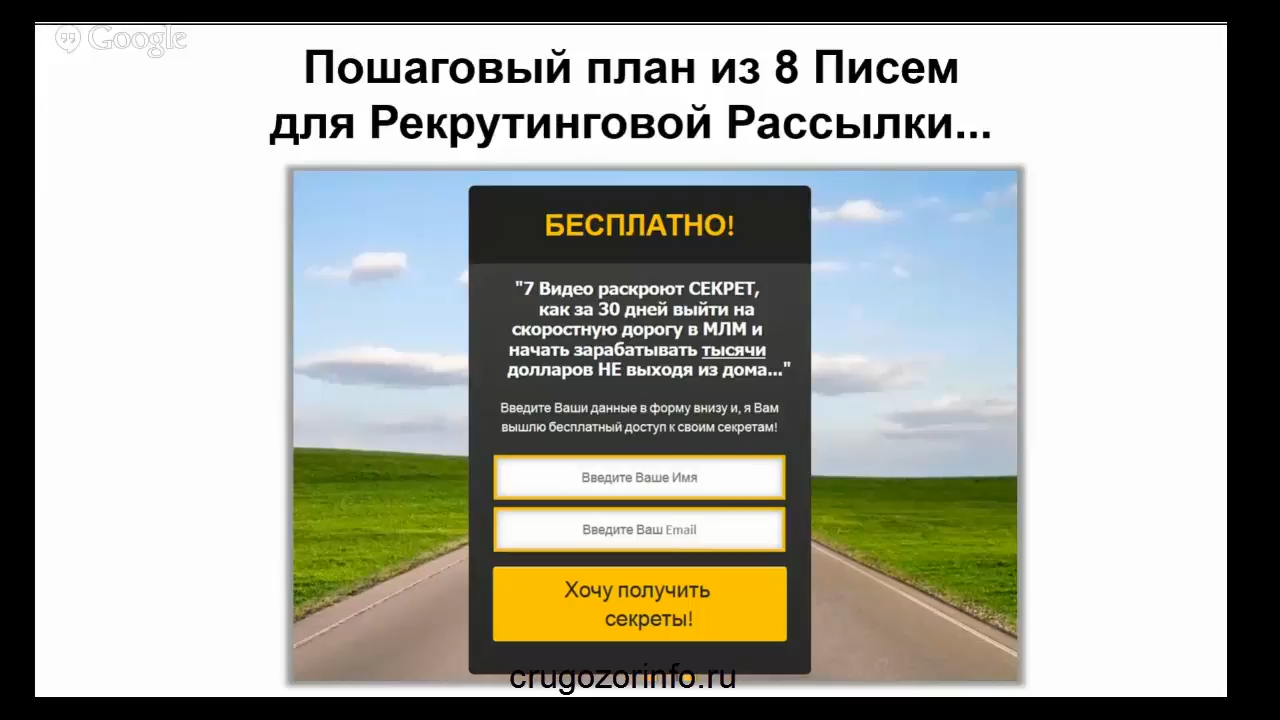 Google
Пошаговый план из 8 Писем
для Рекрутинговой Рассылки...
БЕСПЛАТНО!
"7 Видео раскроют СЕКРЕТ,
как за 30 дней выйти на
скоростную дорогу в МЛМ и
начать зарабатывать тысячи
долларов НЕ выходя из дома..."
Введите Ваши данные в форму внизу и, я Вам
вышлю бесплатный доступ к своим секретам!
Введите Ваше Имя
Введите Ваш Email
Хочу получить
секреты!
crugozorinfo.ru